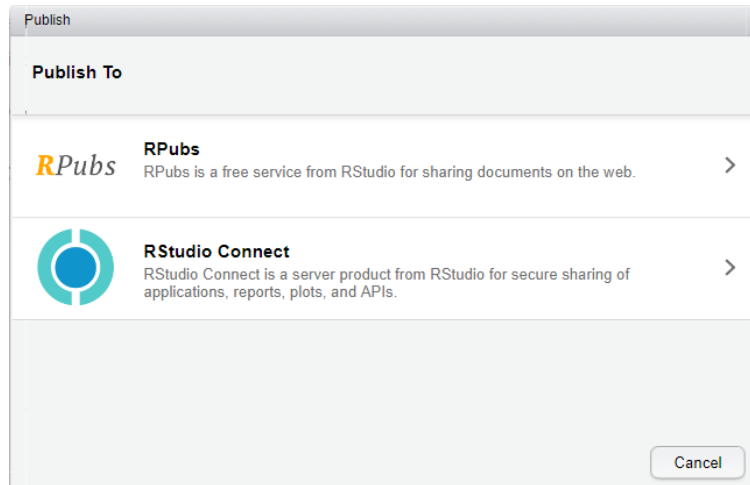 Publish
Publish To
RPubs
RPubs
RPubs is a free service from RStudio for sharing documents on the web.
RStudio Connect
RStudio Connect is a server product from RStudio for secure sharing of
applications, reports, plots, and APIs.
Cancel